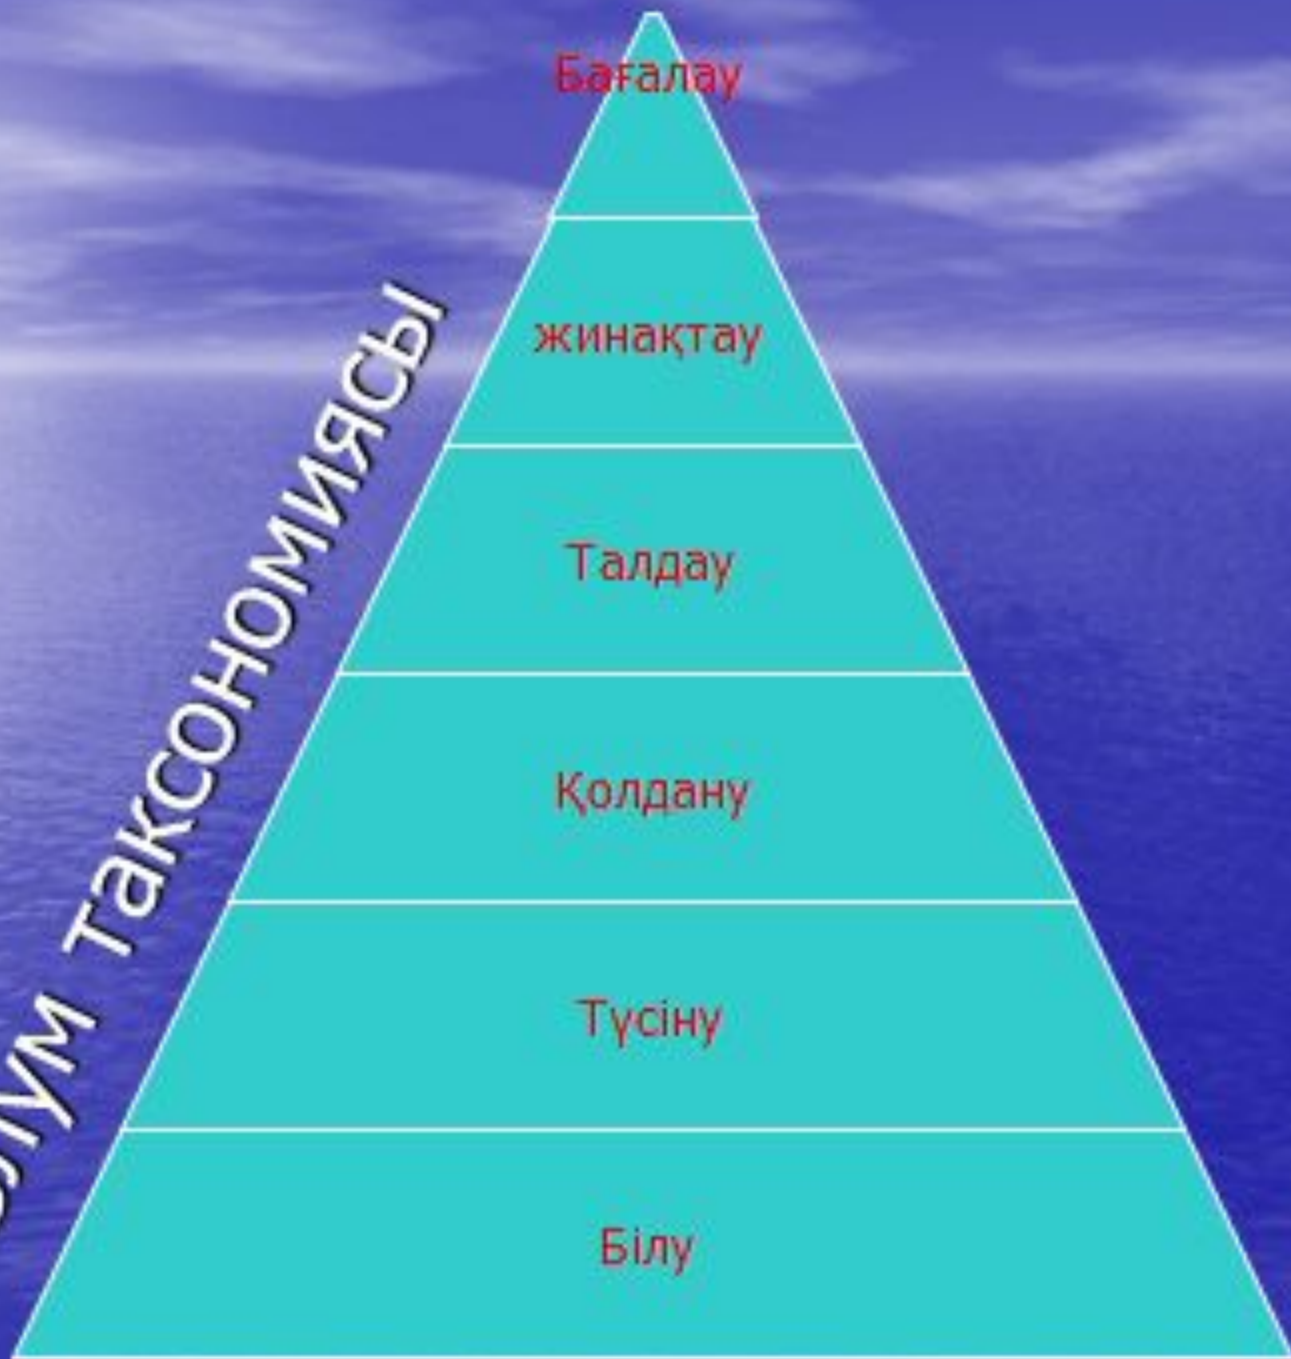 Бағалау
жинақтау
Талдау
Қолдану
Түсіну
Білу
таксономиясы